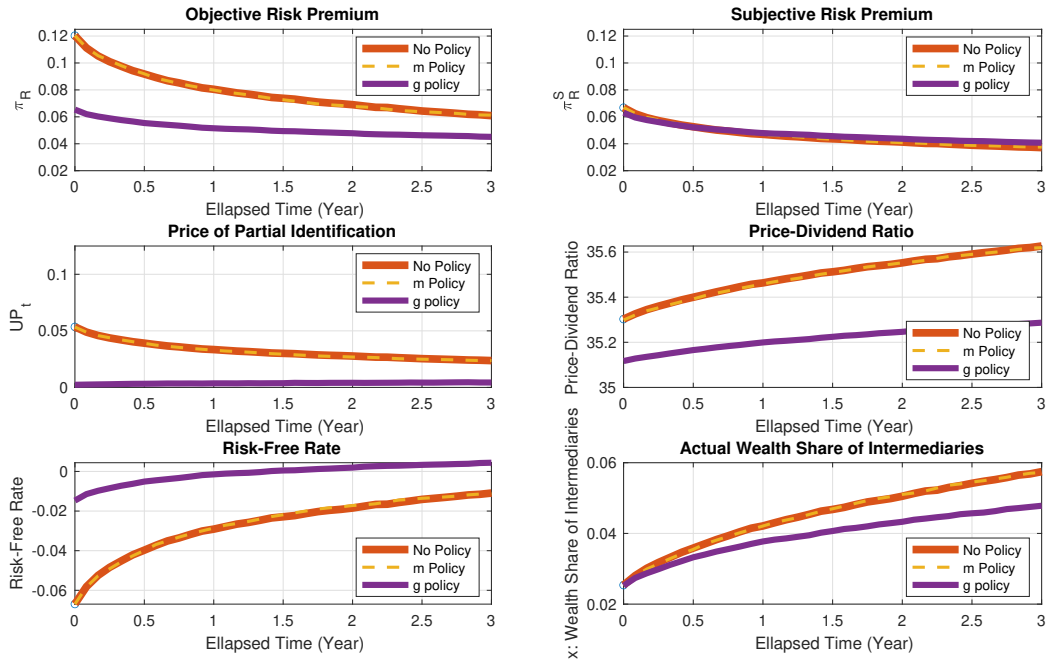 Objective Risk Premium
0.12
0.1
0.08
0.06
0.04
0.02
π_R
No Policy
m Policy
g policy
0 0.5 1 1.5 2 2.5 3
Ellapsed Time (Year)
Subjective Risk Premium
0.12
0.1
0.08
0.06
0.04
0.02
π_R^S
No Policy
m Policy
g policy
0 0.5 1 1.5 2 2.5 3
Ellapsed Time (Year)
Price of Partial Identification
0.1
0.05
0
UP_t
No Policy
m Policy
g policy
0 0.5 1 1.5 2 2.5 3
Ellapsed Time (Year)
Price-Dividend Ratio
35.6
35.4
35.2
35
Price-Dividend Ratio
No Policy
m Policy
g policy
0 0.5 1 1.5 2 2.5 3
Ellapsed Time (Year)
Risk-Free Rate
0
-0.02
-0.04
-0.06
Risk-Free Rate
No Policy
m Policy
g policy
0 0.5 1 1.5 2 2.5 3
Ellapsed Time (Year)
Actual Wealth Share of Intermediaries
0.06
0.04
0.02
x: Wealth Share of Intermediaries
No Policy
m Policy
g policy
0 0.5 1 1.5 2 2.5 3
Ellapsed Time (Year)